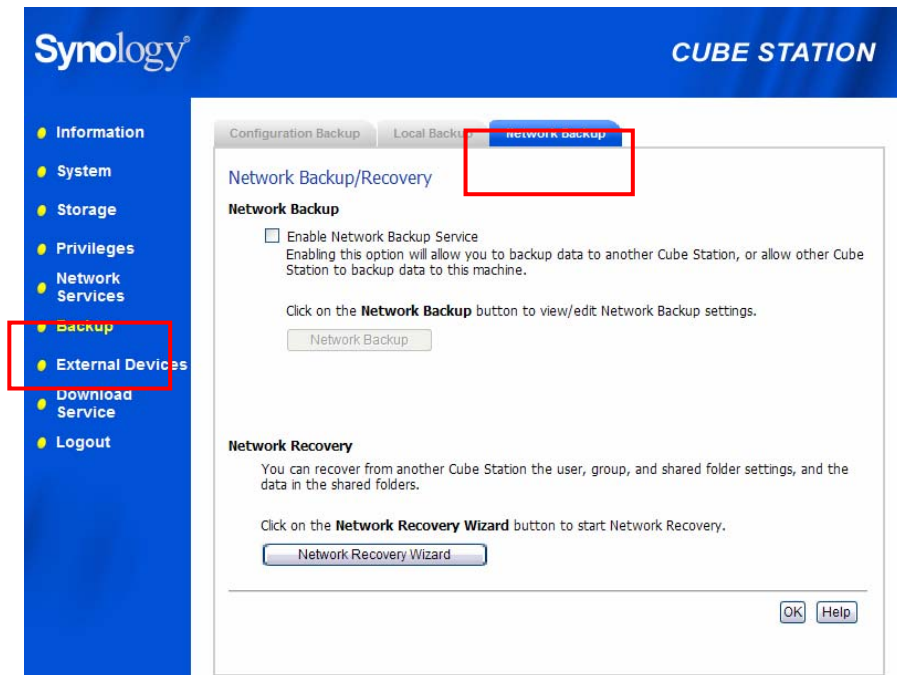 Synology®
CUBE STATION
Information
System
Storage
Privileges
Network
Services
Backup
External Devices
Download
Service
Logout
Configuration Backup
Local Backup
Network Backup
Network Backup/Recovery
Network Backup
Enable Network Backup Service
Enabling this option will allow you to backup data to another Cube Station, or allow other Cube
Station to backup data to this machine.
Click on the Network Backup button to view/edit Network Backup settings.
Network Backup
Network Recovery
You can recover from another Cube Station the user, group, and shared folder settings, and the
data in the shared folders.
Click on the Network Recovery Wizard button to start Network Recovery.
Network Recovery Wizard
OK
Help